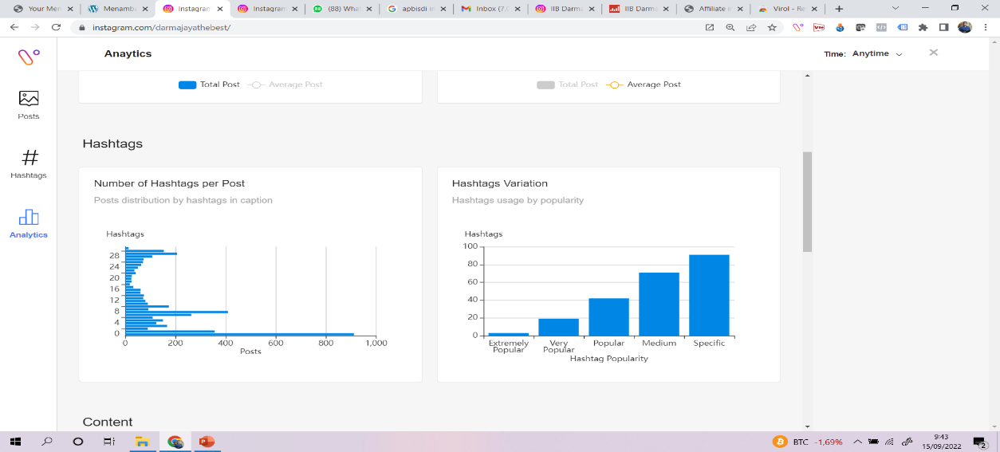 Your Men
Menamb
Instagram
Instagram
(88) Wha
apbisdi i
Inbox (7,
IIB Darma
IIB Darma
Affiliate i
Virol - Re
instagram.com/darmajayathebest/
Anaytics
Time: Anytime
Posts
Hashtags
Analytics
Total Post Average Post
Total Post Average Post
Hashtags
Number of Hashtags per Post
Posts distribution by hashtags in caption
Hashtags
28
24
20
16
12
8
4
0
0 200 400 600 800 1,000
Posts
Hashtags Variation
Hashtags usage by popularity
Hashtags
100
80
60
40
20
0
Extremely Popular
Very Popular
Popular
Medium
Specific
Hashtag Popularity
Content
BTC -1,69%
9:43
15/09/2022
2